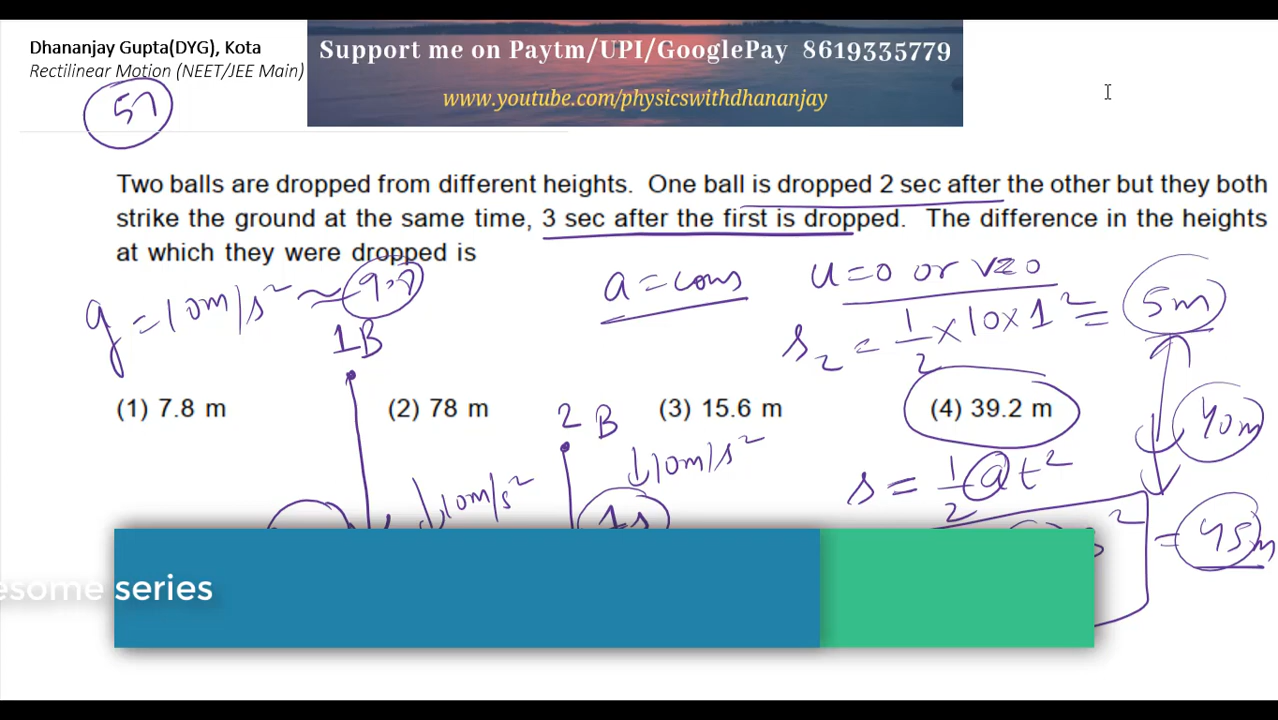 Dhananjay Gupta(DYG), Kota
Rectilinear Motion (NEET/JEE Main)
Support me on Paytm/UPI/GooglePay 8619335779
www.youtube.com/physicswithdhananjay
57
Two balls are dropped from different heights. One ball is dropped 2 sec after the other but they both
strike the ground at the same time, 3 sec after the first is dropped. The difference in the heights
at which they were dropped is
g = 10m/s² ≈ 9.8
a = cons
u=0 or v=0
s₂ = 1/2 × 10 × 1² = 5m
1B
(1) 7.8 m (2) 78 m (3) 15.6 m (4) 39.2 m
2 B
40m
↓10m/s²
s = 1/2 a t²
↓10m/s²
1s
= 45m
esome series